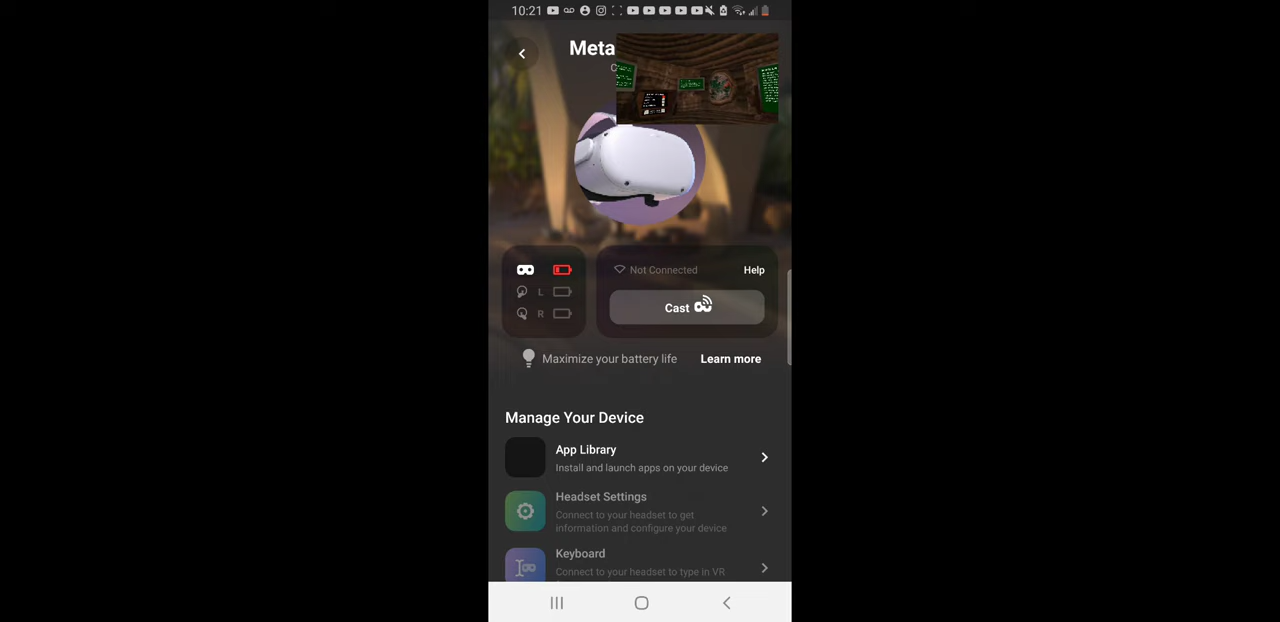 10:21
Meta
C
Not Connected
Help
L
Cast
R
Maximize your battery life
Learn more
Manage Your Device
App Library
Install and launch apps on your device
Headset Settings
Connect to your headset to get
information and configure your device
Keyboard
Connect to your headset to type in VR